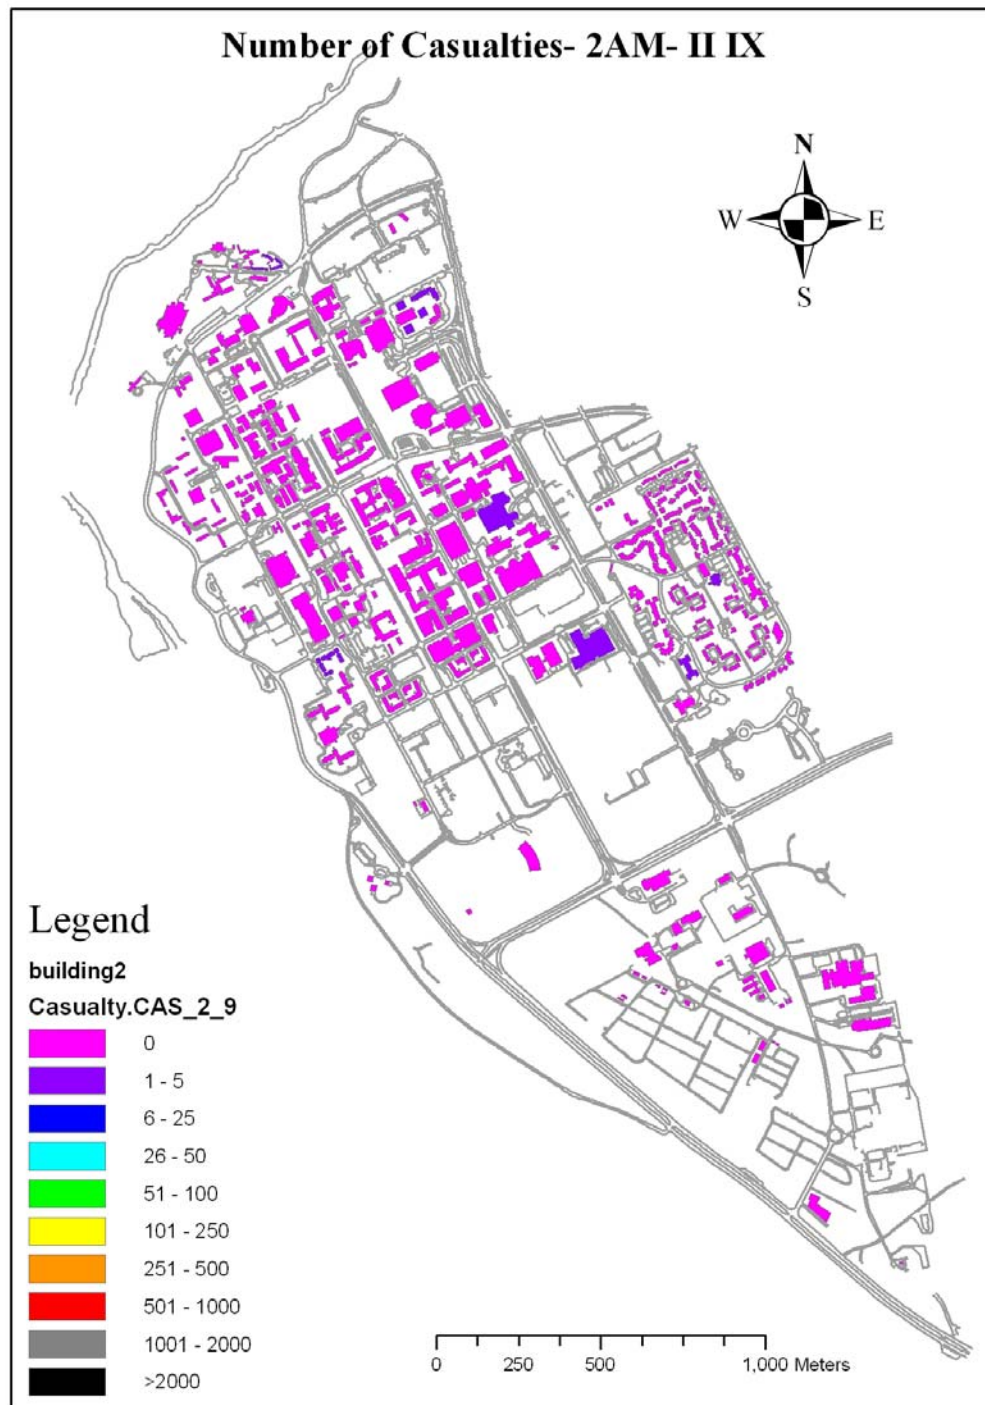 Number of Casualties- 2AM- II IX
N
W
E
S
Legend
building2
Casualty.CAS_2_9
0
1 - 5
6 - 25
26 - 50
51 - 100
101 - 250
251 - 500
501 - 1000
1001 - 2000
>2000
0 250 500 1,000 Meters